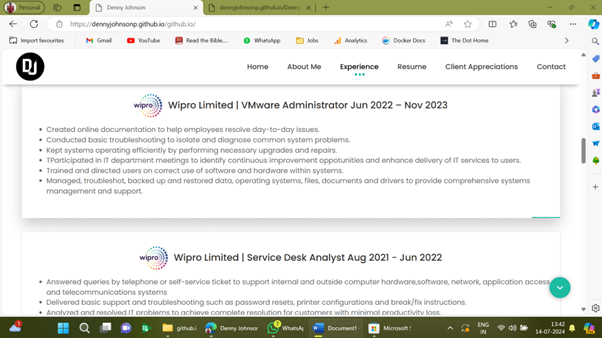 Personal
Denny Johnson
dennyjohnsonp.github.io/Denny
https://dennyjohnsonp.github.io/github.io/
Import favourites
Gmail
YouTube
Read the Bible...
WhatsApp
Jobs
Analytics
Docker Docs
The Dot Home
DJ
Home
About Me
Experience
Resume
Client Appreciations
Contact
wipro
Wipro Limited | VMware Administrator Jun 2022 – Nov 2023
Created online documentation to help employees resolve day-to-day issues.
Conducted basic troubleshooting to isolate and diagnose common system problems.
Kept systems operating efficiently by performing necessary upgrades and repairs.
TParticipated in IT department meetings to identify continuous improvement oppotunities and enhance delivery of IT services to users.
Trained and directed users on correct use of software and hardware within systems.
Managed, troubleshot, backed up and restored data, operating systems, files, documents and drivers to provide comprehensive systems
management and support.
wipro
Wipro Limited | Service Desk Analyst Aug 2021 - Jun 2022
Answered queries by telephone or self-service ticket to support internal and outside computer hardware,software, network, application access
and telecommunications systems
Delivered basic support and troubleshooting such as password resets, printer configurations and break/fix instructions.
Analyzed and resolved IT problems to achieve complete resolution for customers with minimal productivity loss.
github.i
Denny Johnson
WhatsAp
Document1
Microsoft S
ENG
IN
13:42
14-07-2024